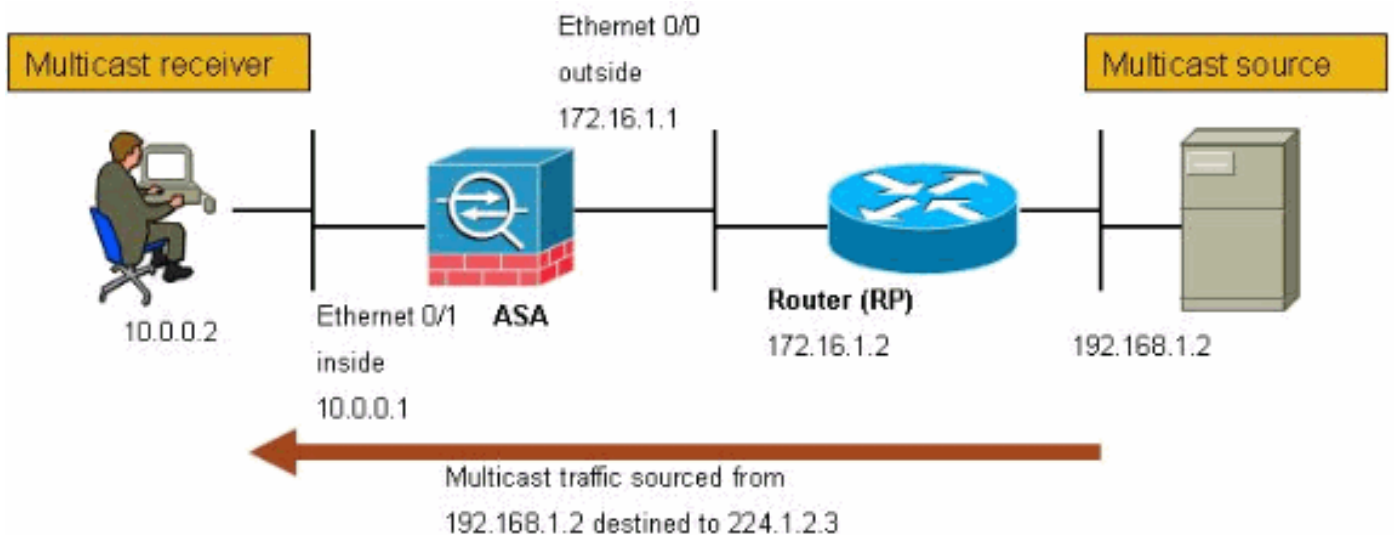 Multicast receiver
Ethernet 0/0
outside
172.16.1.1
Multicast source
10.0.0.2
Ethernet 0/1
inside
10.0.0.1
ASA
Router (RP)
172.16.1.2
192.168.1.2
Multicast traffic sourced from
192.168.1.2 destined to 224.1.2.3